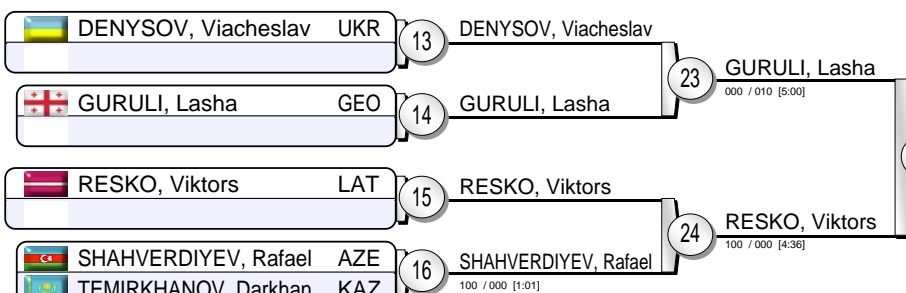 DENYSOV, Viacheslav UKR
13
DENYSOV, Viacheslav
23
GURULI, Lasha
000 / 010 [5:00]
GURULI, Lasha GEO
14
GURULI, Lasha
RESKO, Viktors LAT
15
RESKO, Viktors
24
RESKO, Viktors
100 / 000 [4:36]
SHAHVERDIYEV, Rafael AZE
16
SHAHVERDIYEV, Rafael
100 / 000 [1:01]
TEMIRKHANOV, Darkhan KAZ